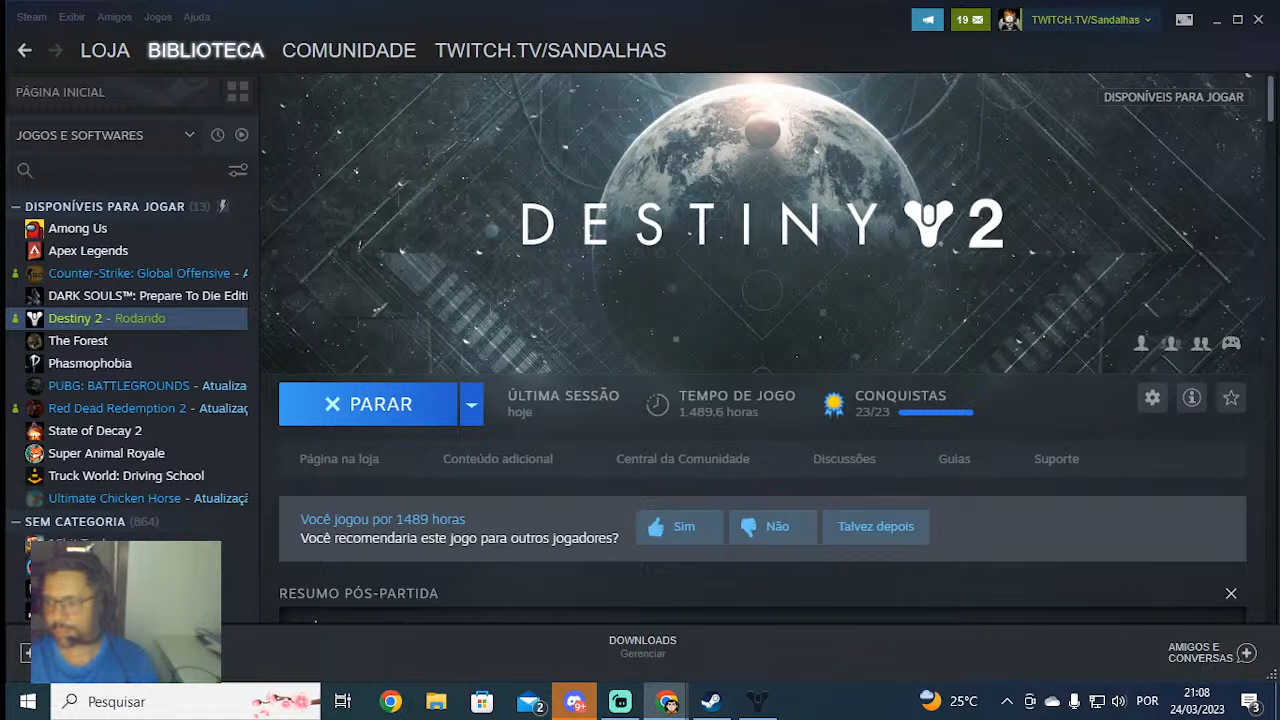 Steam Exibir Amigos Jogos Ajuda
19
TWITCH.TV/Sandalhas
LOJA BIBLIOTECA COMUNIDADE TWITCH.TV/SANDALHAS
PÁGINA INICIAL
DISPONÍVEIS PARA JOGAR
JOGOS E SOFTWARES
DESTINY 2
DISPONÍVEIS PARA JOGAR (13)
Among Us
Apex Legends
Counter-Strike: Global Offensive - A
DARK SOULS™: Prepare To Die Editi
Destiny 2 - Rodando
The Forest
Phasmophobia
PUBG: BATTLEGROUNDS - Atualiza
Red Dead Redemption 2 - Atualizaç
State of Decay 2
Super Animal Royale
Truck World: Driving School
Ultimate Chicken Horse - Atualizaçã
SEM CATEGORIA (864)
PARAR
ÚLTIMA SESSÃO
hoje
TEMPO DE JOGO
1.489,6 horas
CONQUISTAS
23/23
Página na loja Conteúdo adicional Central da Comunidade Discussões Guias Suporte
Você jogou por 1489 horas
Você recomendaria este jogo para outros jogadores?
Sim Não Talvez depois
RESUMO PÓS-PARTIDA
DOWNLOADS
Gerenciar
AMIGOS E
CONVERSAS
Pesquisar
2
9+
25°C
POR
21:08
24/03/2023
3